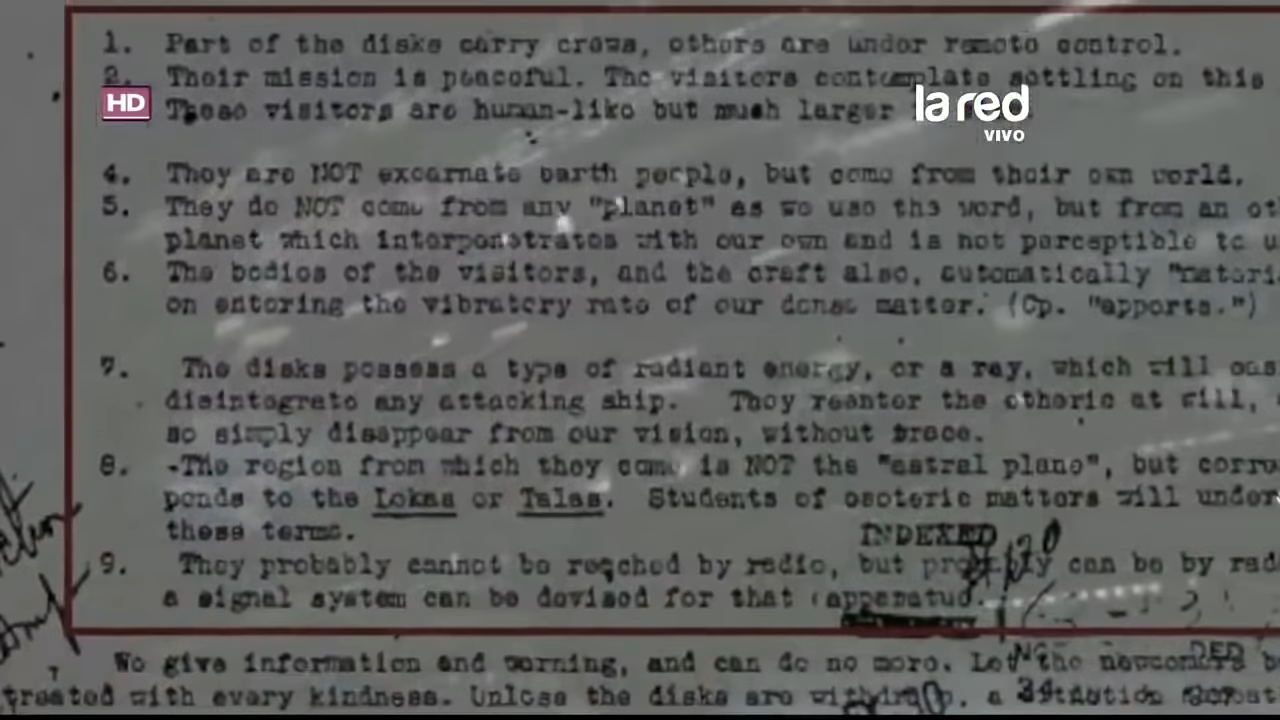 1. Part of the disks carry crews, others are under remote control.
2. Their mission is peaceful. The visitors contemplate settling on this
HD
These visitors are human-like but much larger
la red
VIVO
4. They are NOT excarnate earth people, but come from their own world.
5. They do NOT come from any "planet" as we use the word, but from an
planet which interpenetrates with our own and is not perceptible to
6. The bodies of the visitors, and the craft also, automatically
on entering the vibratory rate of our dense matter. (Cp. "apports.")
7. The disks possess a type of radiant energy, or a ray, which will
disintegrate any attacking ship. They reenter the etheric at will,
so simply disappear from our vision, without trace.
8. -The region from which they come is NOT the "astral plane", but
ponds to the Lokas or Talas. Students of esoteric matters will
these terms.
INDEXED
9. They probably cannot be reached by radio, but probably can be by
a signal system can be devised for that (apparatus
We give information and warning, and can do no more. Let the newcomers
treated with every kindness. Unless the disks are withdrawn, a